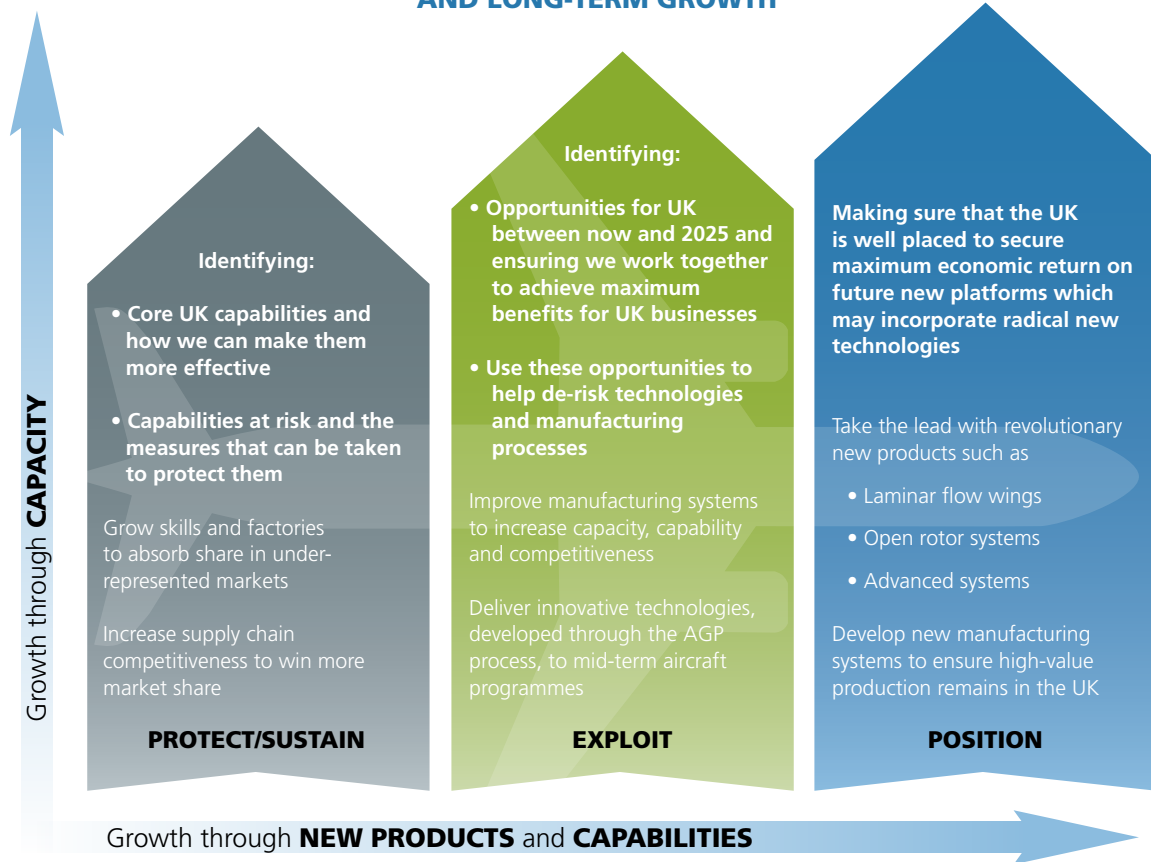 AND LONG-TERM GROWTH
Growth through CAPACITY
Identifying:
• Core UK capabilities and
how we can make them
more effective
• Capabilities at risk and the
measures that can be taken
to protect them
Grow skills and factories
to absorb share in under-
represented markets
Increase supply chain
competitiveness to win more
market share
PROTECT/SUSTAIN
Identifying:
• Opportunities for UK
between now and 2025 and
ensuring we work together
to achieve maximum
benefits for UK businesses
• Use these opportunities to
help de-risk technologies
and manufacturing
processes
Improve manufacturing systems
to increase capacity, capability
and competitiveness
Deliver innovative technologies,
developed through the AGP
process, to mid-term aircraft
programmes
EXPLOIT
Making sure that the UK
is well placed to secure
maximum economic return on
future new platforms which
may incorporate radical new
technologies
Take the lead with revolutionary
new products such as
• Laminar flow wings
• Open rotor systems
• Advanced systems
Develop new manufacturing
systems to ensure high-value
production remains in the UK
POSITION
Growth through NEW PRODUCTS and CAPABILITIES